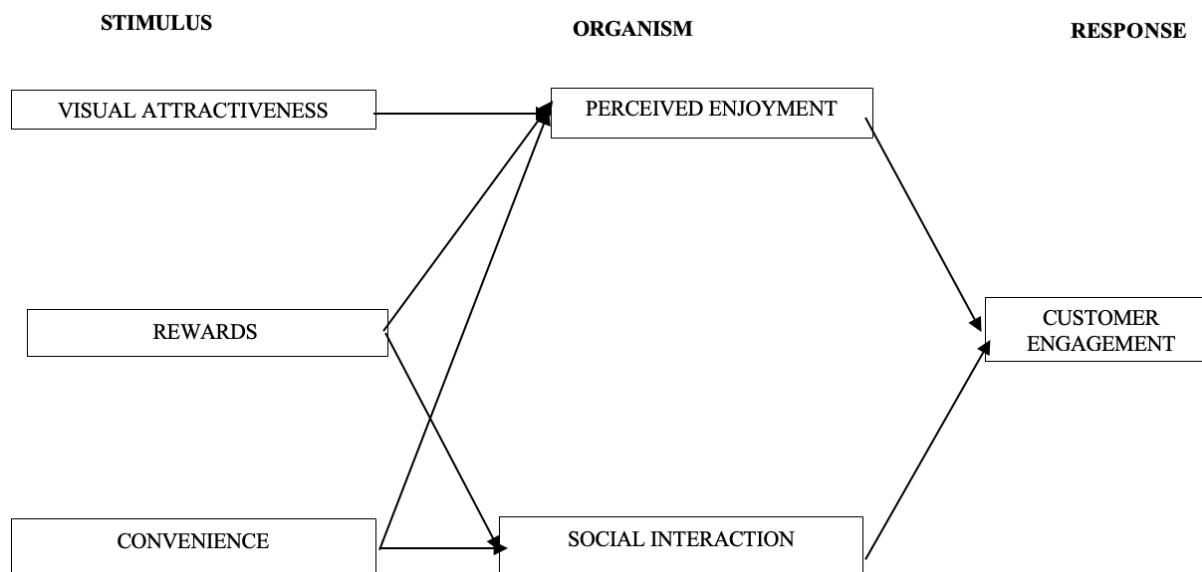 STIMULUS
ORGANISM
RESPONSE
VISUAL ATTRACTIVENESS
PERCEIVED ENJOYMENT
REWARDS
CUSTOMER
ENGAGEMENT
CONVENIENCE
SOCIAL INTERACTION